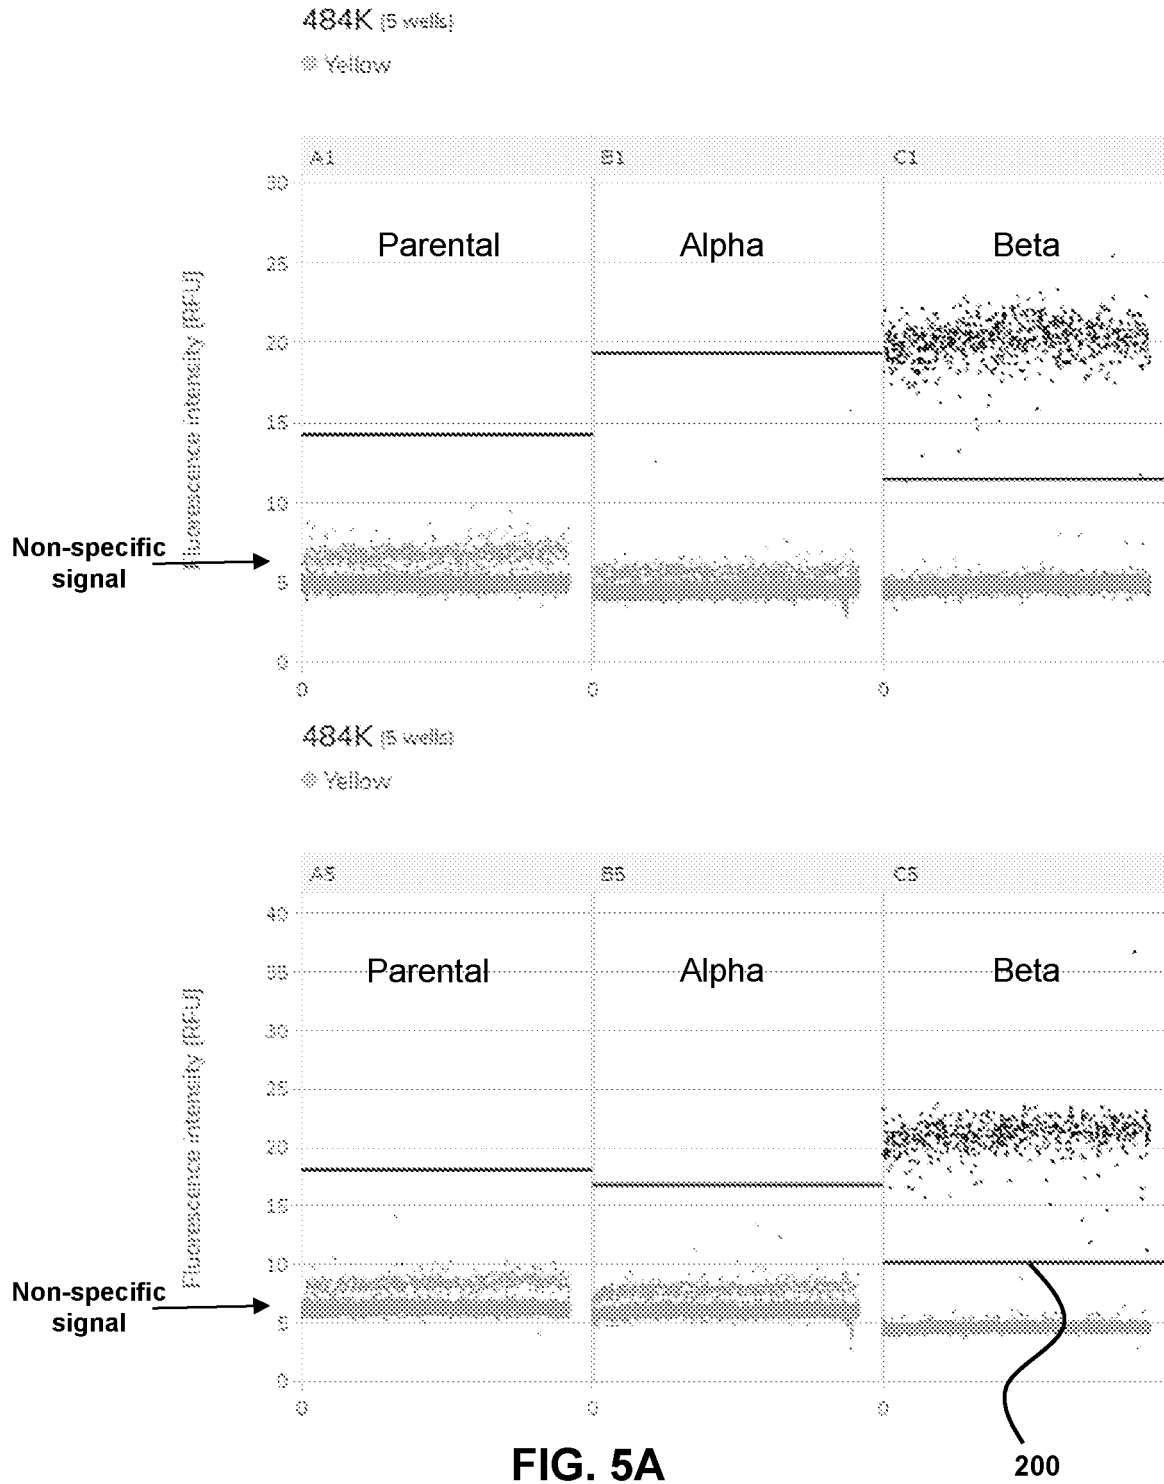 484K (5 wells)
Yellow
A1 B1 C1
30
Parental Alpha Beta
25
20
15
10
5
0
Fluorescence intensity [RFU]
Non-specific
signal
0 0 0
484K (5 wells)
Yellow
A5 B5 C5
40
35
Parental Alpha Beta
30
25
20
15
10
5
0
Fluorescence intensity [RFU]
Non-specific
signal
0 0 0
200
FIG. 5A